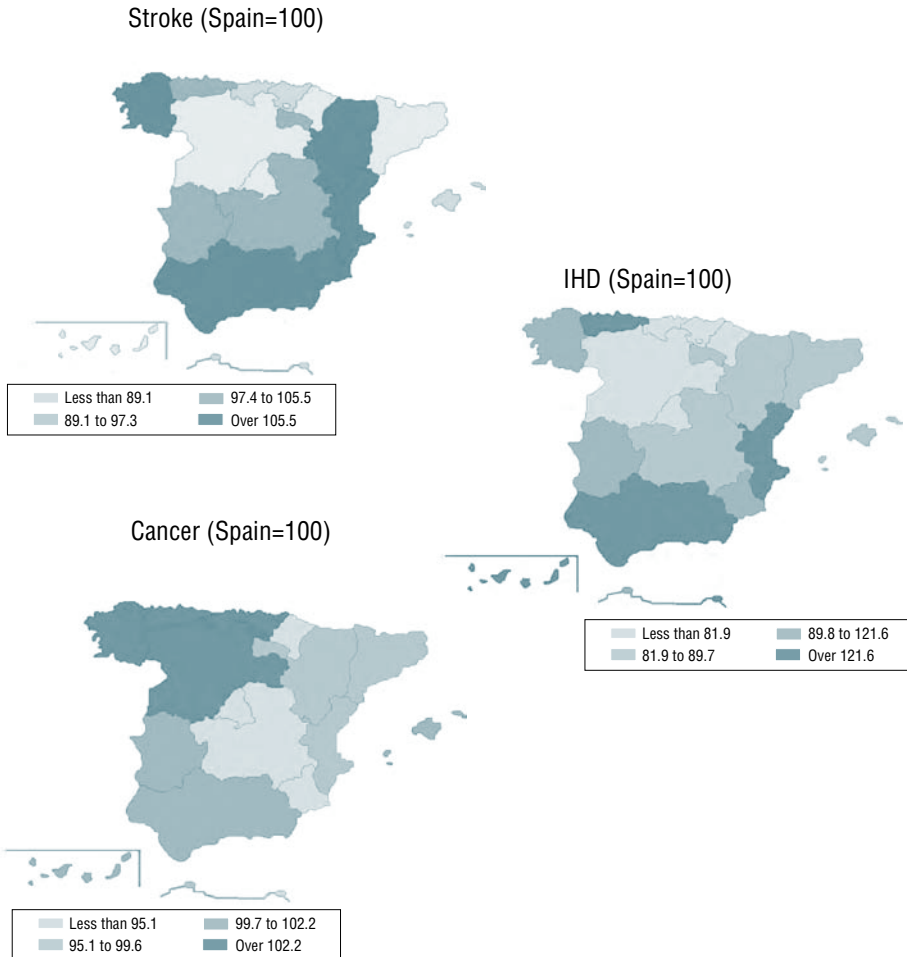 Stroke (Spain=100)
Less than 89.1
97.4 to 105.5
89.1 to 97.3
Over 105.5
IHD (Spain=100)
Less than 81.9
89.8 to 121.6
81.9 to 89.7
Over 121.6
Cancer (Spain=100)
Less than 95.1
99.7 to 102.2
95.1 to 99.6
Over 102.2